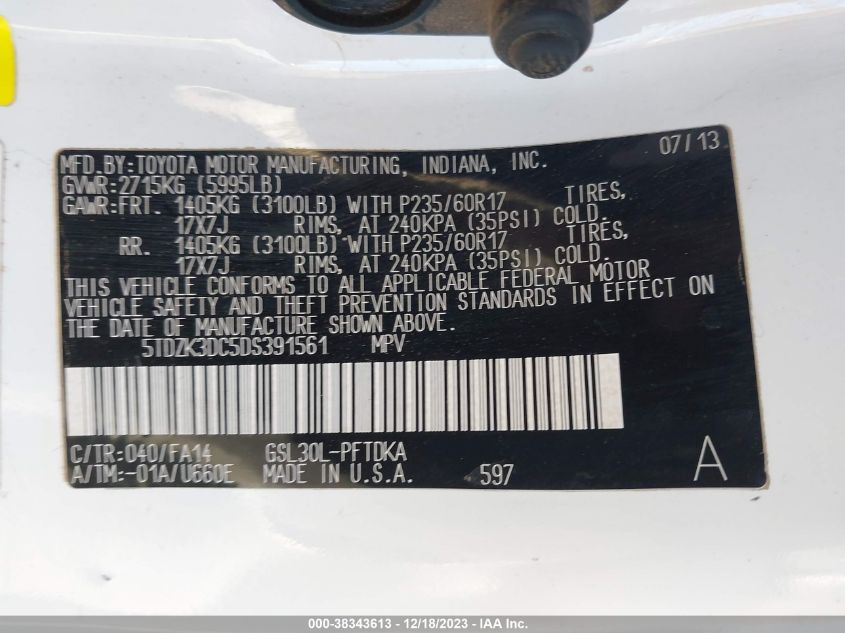 07/13
MFD.BY:TOYOTA MOTOR MANUFACTURING, INDIANA, INC.
GVWR:2715KG (5995LB)
GAWR:FRT. 1405KG (3100LB) WITH P235/60R17 TIRES,
17X7J RIMS, AT 240KPA (35PSI) COLD.
RR. 1405KG (3100LB) WITH P235/60R17 TIRES,
17X7J RIMS, AT 240KPA (35PSI) COLD.
THIS VEHICLE CONFORMS TO ALL APPLICABLE FEDERAL MOTOR
VEHICLE SAFETY AND THEFT PREVENTION STANDARDS IN EFFECT ON
THE DATE OF MANUFACTURE SHOWN ABOVE.
5TDZK3DC5DS391561 MPV
C/TR:040/FA14 GSL30L-PFTDKA
A/TM:-01A/U660E MADE IN U.S.A. 597 A
000-38343613 - 12/18/2023 - IAA Inc.